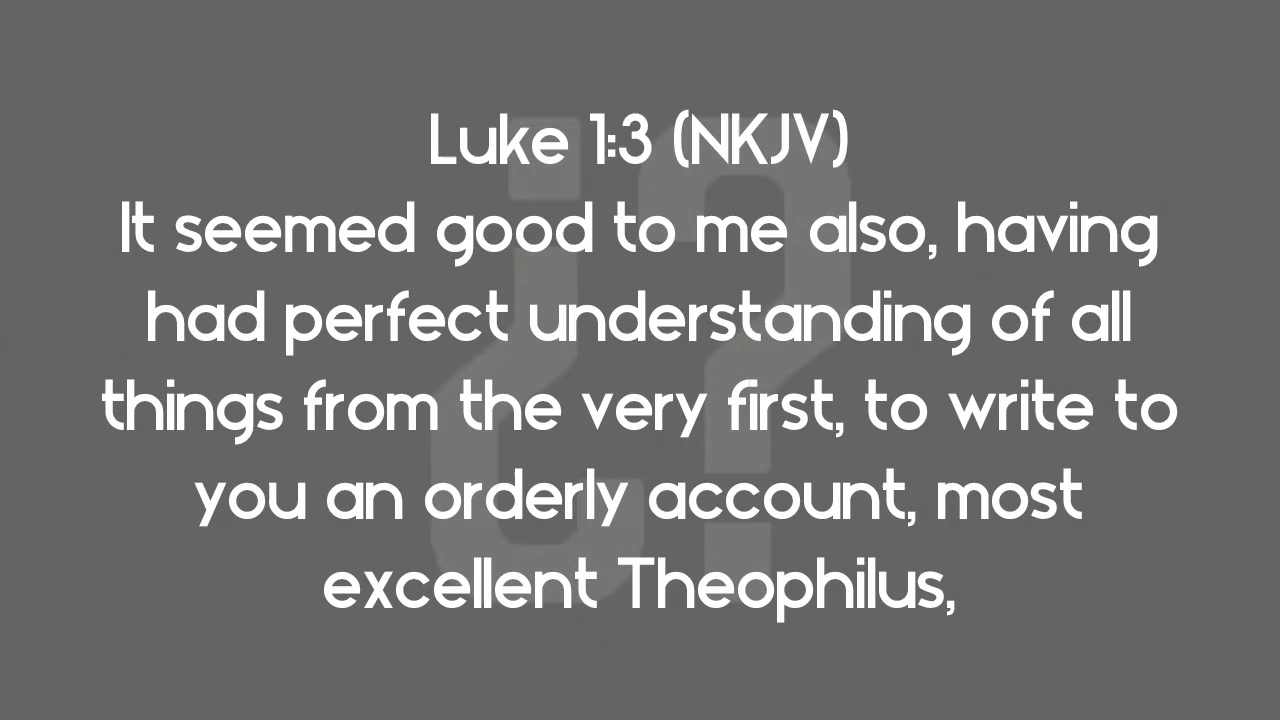 Luke 1:3 (NKJV)
It seemed good to me also, having
had perfect understanding of all
things from the very first, to write to
you an orderly account, most
excellent Theophilus,